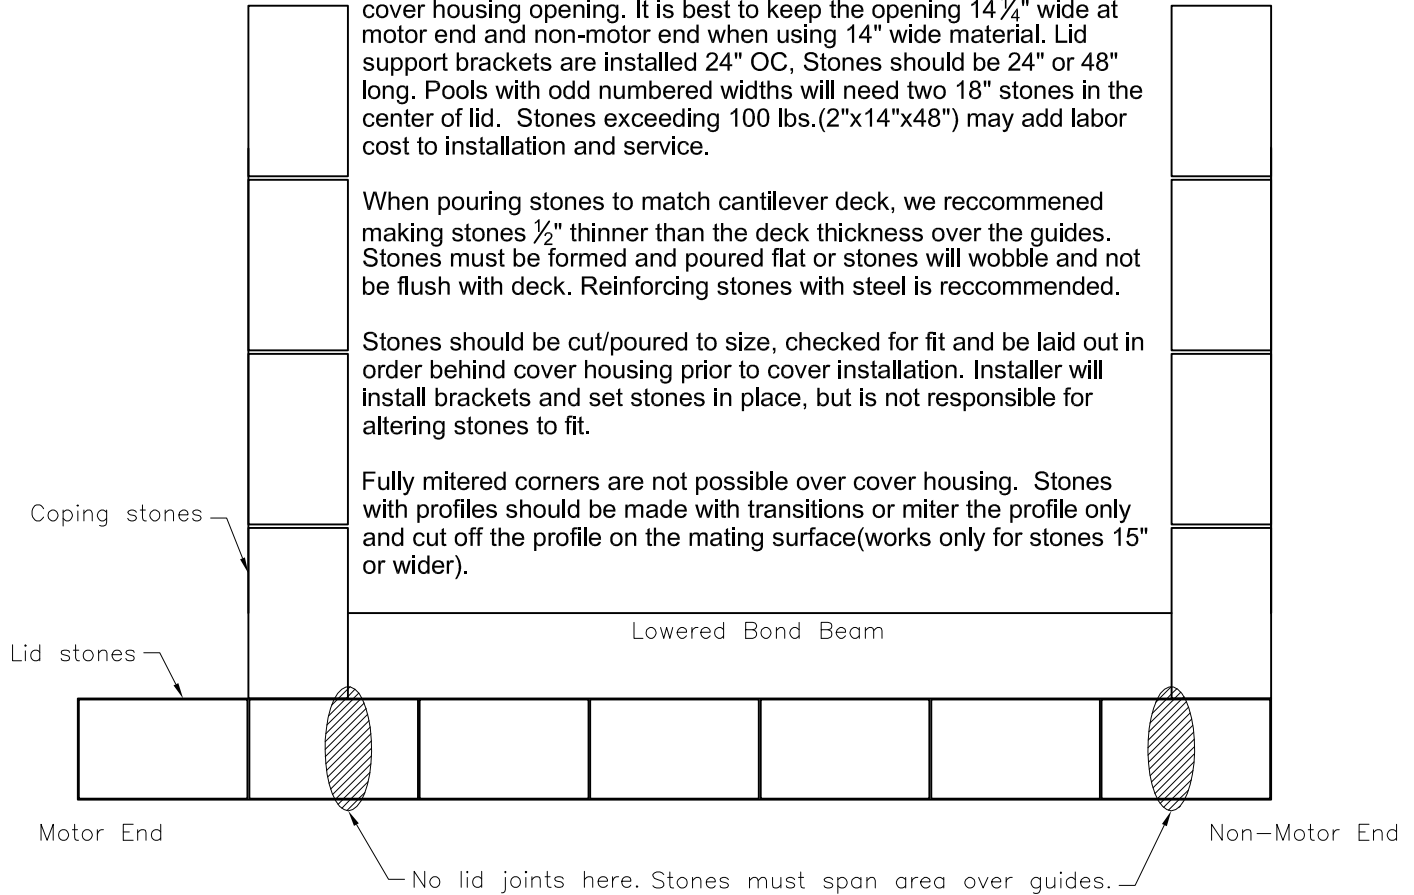 cover housing opening. It is best to keep the opening 14¼" wide at
motor end and non-motor end when using 14" wide material. Lid
support brackets are installed 24" OC, Stones should be 24" or 48"
long. Pools with odd numbered widths will need two 18" stones in the
center of lid.  Stones exceeding 100 lbs.(2"x14"x48") may add labor
cost to installation and service.
When pouring stones to match cantilever deck, we reccommened
making stones ½" thinner than the deck thickness over the guides.
Stones must be formed and poured flat or stones will wobble and not
be flush with deck. Reinforcing stones with steel is reccommended.
Stones should be cut/poured to size, checked for fit and be laid out in
order behind cover housing prior to cover installation. Installer will
install brackets and set stones in place, but is not responsible for
altering stones to fit.
Fully mitered corners are not possible over cover housing.  Stones
with profiles should be made with transitions or miter the profile only
and cut off the profile on the mating surface(works only for stones 15"
or wider).
Coping stones
Lowered Bond Beam
Lid stones
Motor End
Non-Motor End
No lid joints here. Stones must span area over guides.